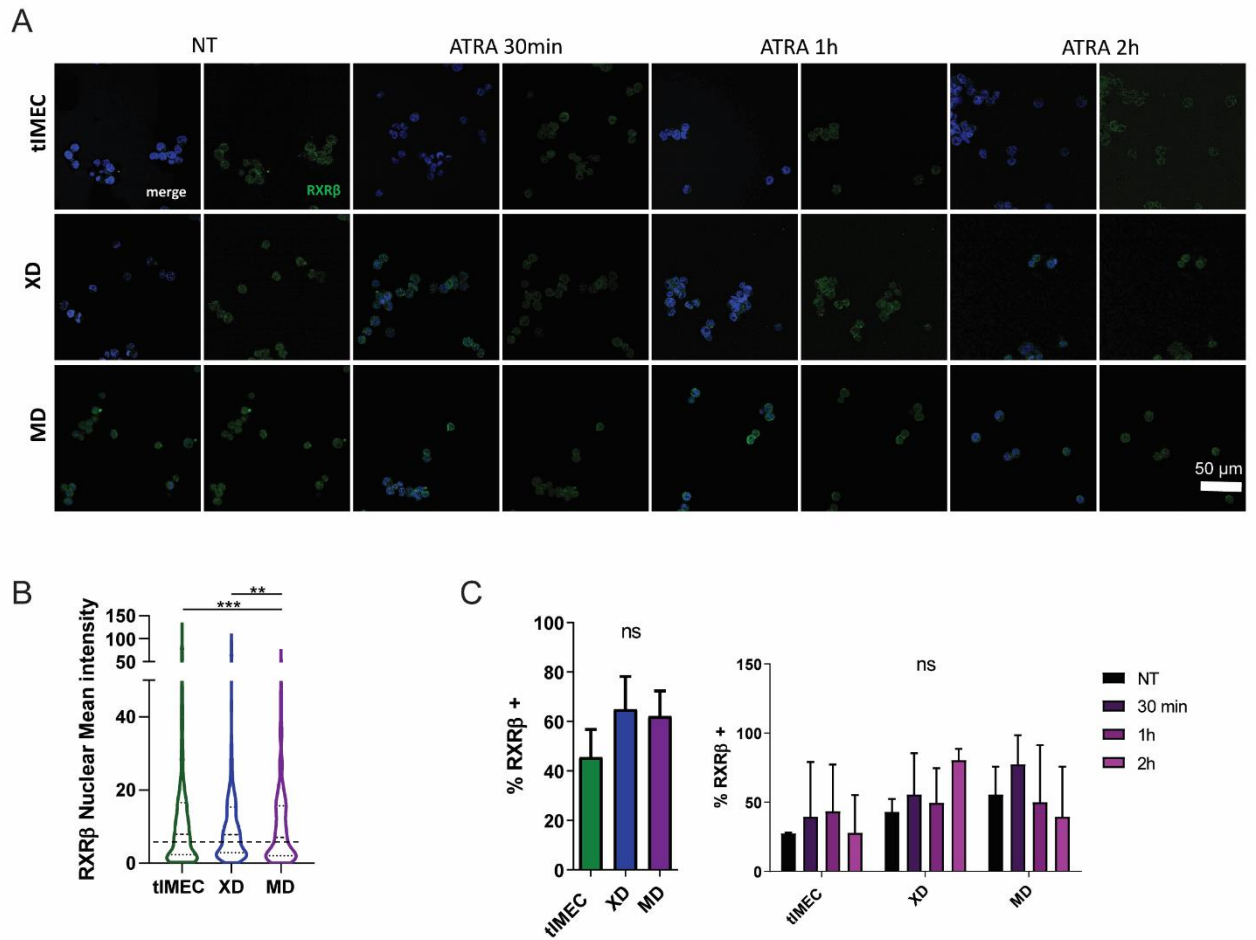 A
NT ATRA 30min ATRA 1h ATRA 2h
tIMEC
merge
RXRβ
XD
MD
50 µm
B
RXRβ Nuclear Mean intensity
150
100
50
40
20
0
**
***
tIMEC XD MD
C
% RXRβ +
100
80
60
40
20
0
ns
tIMEC
XD
MD
% RXRβ +
150
100
50
0
ns
tIMEC
XD
MD
NT
30 min
1h
2h